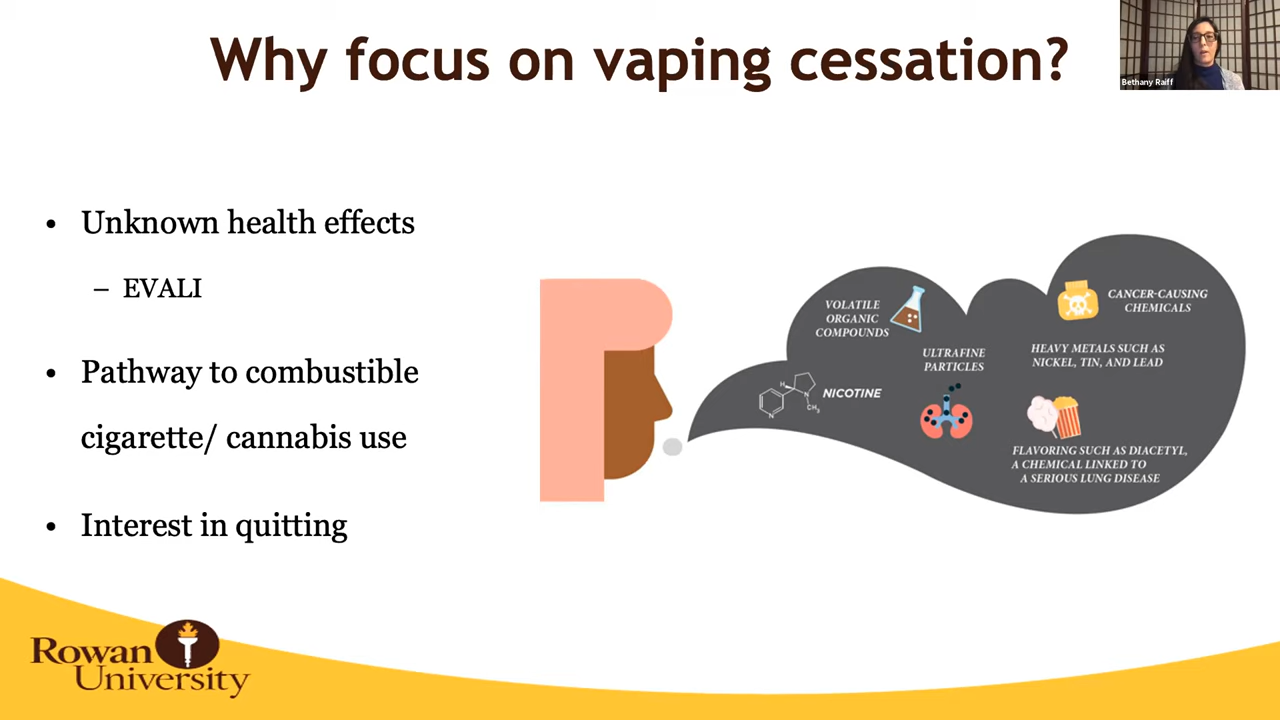 Why focus on vaping cessation?
Bethany Raiff
• Unknown health effects
– EVALI
• Pathway to combustible
cigarette/ cannabis use
• Interest in quitting
VOLATILE
ORGANIC
COMPOUNDS
ULTRAFINE
PARTICLES
CANCER-CAUSING
CHEMICALS
HEAVY METALS SUCH AS
NICKEL, TIN, AND LEAD
H
N
CH₃
N
NICOTINE
FLAVORING SUCH AS DIACETYL,
A CHEMICAL LINKED TO
A SERIOUS LUNG DISEASE
Rowan
University